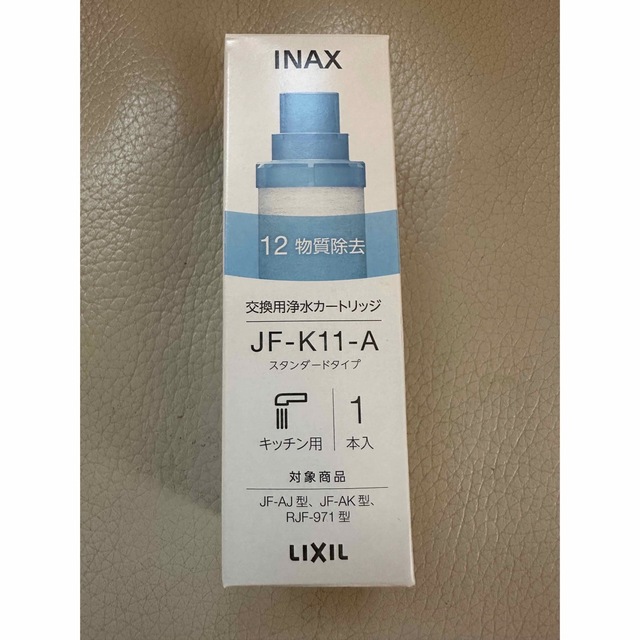 INAX
12 物質除去
交換用浄水カートリッジ
JF-K11-A
スタンダードタイプ
キッチン用
1
本入
対象商品
JF-AJ型、JF-AK型、
RJF-971型
LIXIL